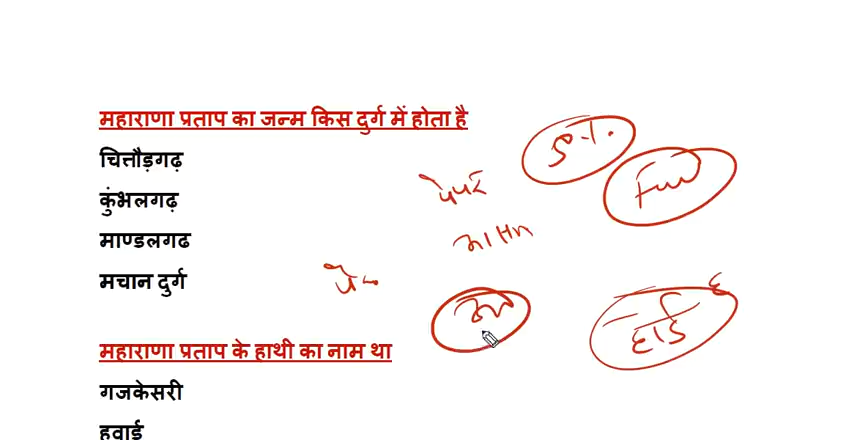 महाराणा प्रताप का जन्म किस दुर्ग में होता है
चित्तौड़गढ़
कुंभलगढ़
पेपर
माण्डलगढ
मचान दुर्ग
हार्ड
महाराणा प्रताप के हाथी का नाम था
गजकेसरी
हवाई